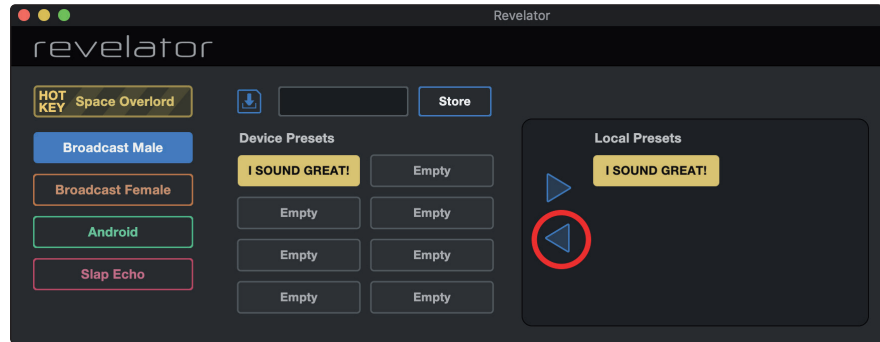 Revelator
revelator
HOT KEY Space Overlord
Store
Broadcast Male
Device Presets
Local Presets
I SOUND GREAT!
Empty
I SOUND GREAT!
Broadcast Female
Empty
Empty
Android
Empty
Empty
Slap Echo
Empty
Empty